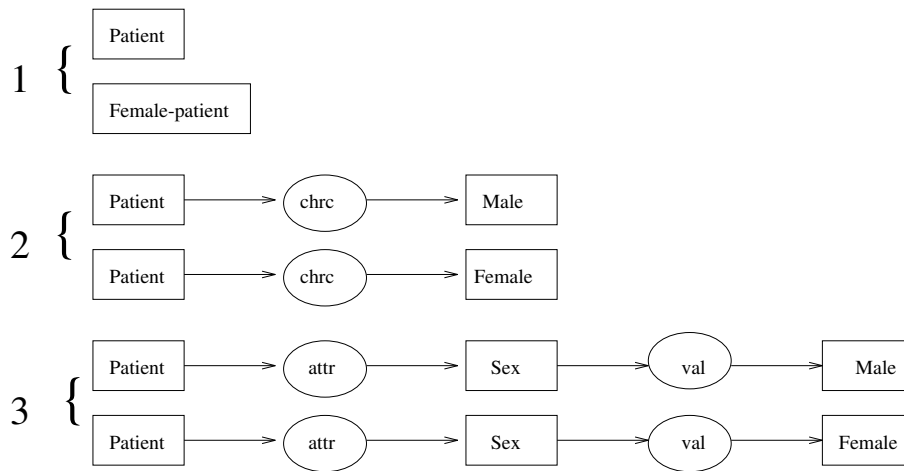 1 { Patient
Female-patient
2 { Patient chrc Male
Patient chrc Female
3 { Patient attr Sex val Male
Patient attr Sex val Female